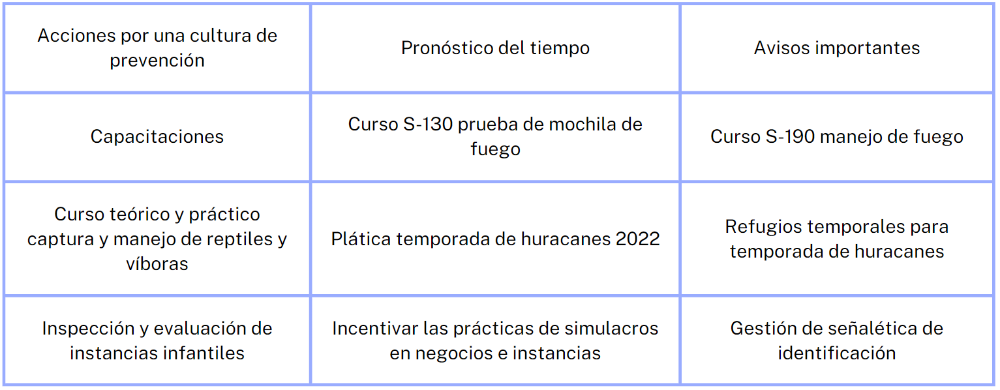 Acciones por una cultura de
prevención
Pronóstico del tiempo
Avisos importantes
Capacitaciones
Curso S-130 prueba de mochila de
fuego
Curso S-190 manejo de fuego
Curso teórico y práctico
captura y manejo de reptiles y
víboras
Plática temporada de huracanes 2022
Refugios temporales para
temporada de huracanes
Inspección y evaluación de
instancias infantiles
Incentivar las prácticas de simulacros
en negocios e instancias
Gestión de señalética de
identificación